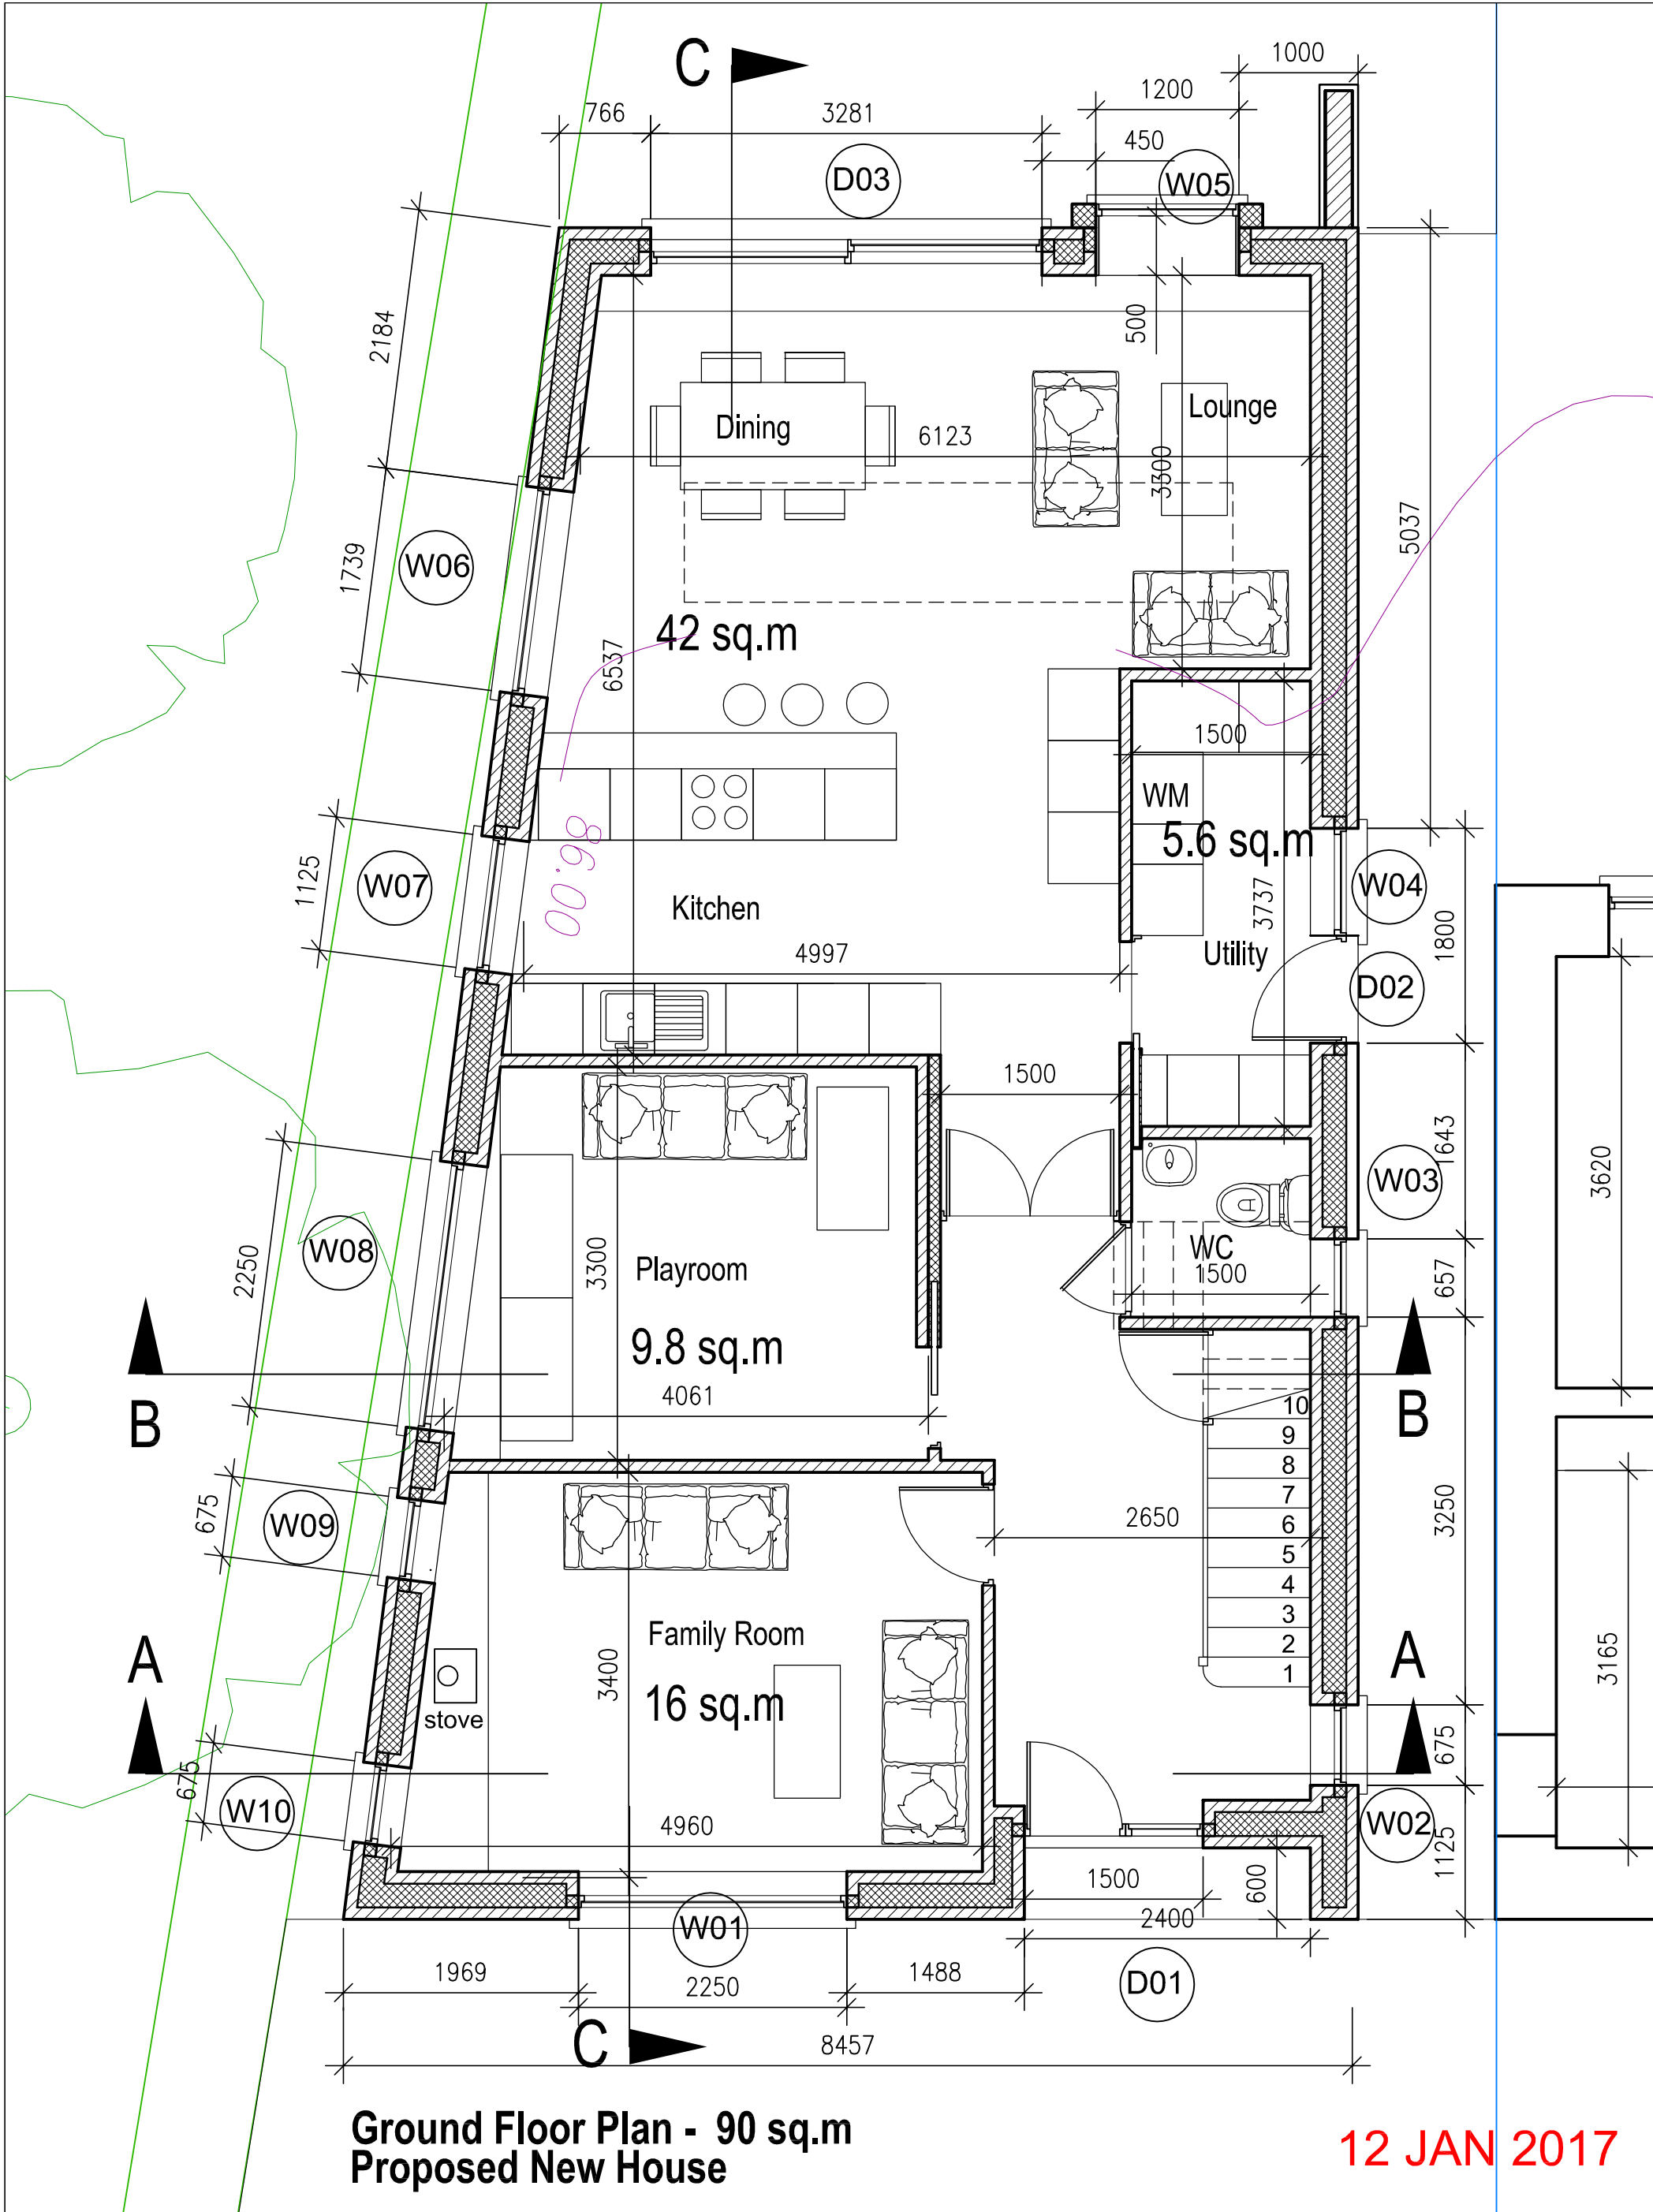 C
1000
1200
766
3281
450
D03
W05
2184
500
Dining
Lounge
6123
3300
5037
W06
1739
42 sq.m
6537
1500
WM
5.6 sq.m
W07
1125
98.00
Kitchen
3737
W04
1800
4997
Utility
D02
1500
1643
3620
W03
2250
W08
3300
Playroom
WC
1500
657
9.8 sq.m
4061
B
B
10
9
8
7
6
5
4
3
2
1
675
W09
2650
3250
Family Room
3400
16 sq.m
stove
A
A
3165
675
675
W10
W02
4960
1125
1500
600
2400
W01
1969
2250
1488
D01
C
8457
Ground Floor Plan - 90 sq.m
Proposed New House
12 JAN 2017